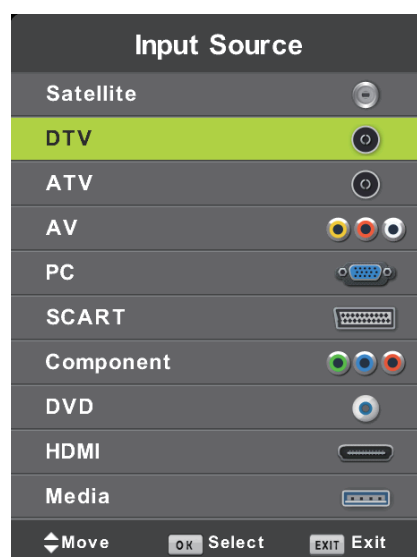 Input Source
Satellite
DTV
ATV
AV
PC
SCART
Component
DVD
HDMI
Media
Move OK Select EXIT Exit